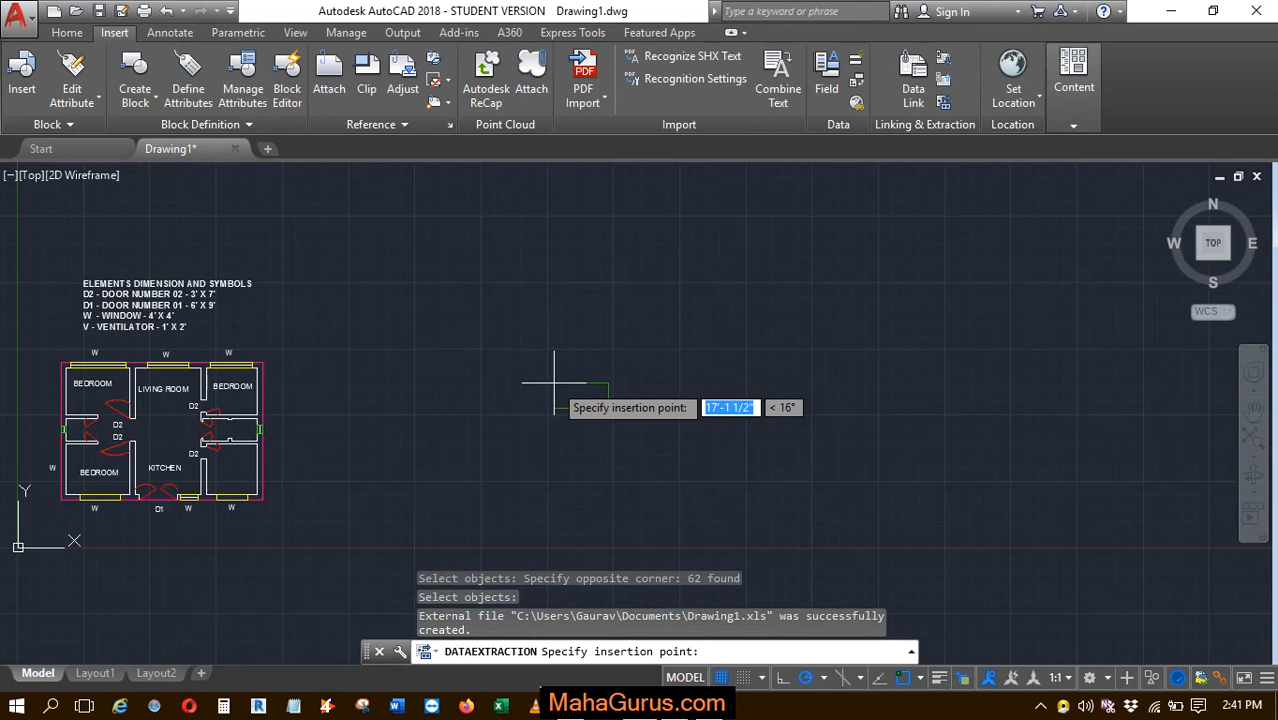 Autodesk AutoCAD 2018 - STUDENT VERSION Drawing1.dwg
Type a keyword or phrase
Sign In
Home Insert Annotate Parametric View Manage Output Add-ins A360 Express Tools Featured Apps
Insert
Edit
Attribute
Create
Block
Define
Attributes
Manage
Attributes
Block
Editor
Attach
Clip
Adjust
Autodesk
ReCap
Attach
PDF
PDF
Import
Recognize SHX Text
Recognition Settings
Combine
Text
Field
Data
Link
Set
Location
Content
Block
Block Definition
Reference
Point Cloud
Import
Data
Linking & Extraction
Location
Start
Drawing1*
[−][Top][2D Wireframe]
N
W
TOP
E
S
WCS
ELEMENTS DIMENSION AND SYMBOLS
D2 - DOOR NUMBER 02 - 3' X 7'
D1 - DOOR NUMBER 01 - 6' X 9'
W - WINDOW - 4' X 4'
V - VENTILATOR - 1' X 2'
W W W
BEDROOM LIVING ROOM BEDROOM
D2
D2
D2
D2
W BEDROOM KITCHEN
W D1 W W
Y
X
Specify insertion point: 17'-1 1/2" < 16°
Select objects: Specify opposite corner: 62 found
Select objects:
External file "C:\Users\Gaurav\Documents\Drawing1.xls" was successfully
created.
DATAEXTRACTION Specify insertion point:
Model Layout1 Layout2
MODEL
1:1
MahaGurus.com
2:41 PM